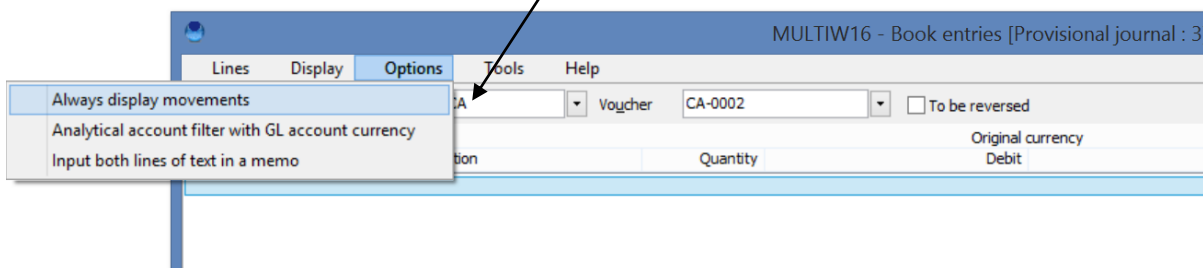 MULTIW16 - Book entries [Provisional journal : 3
Lines Display Options Tools Help
Always display movements
Analytical account filter with GL account currency
Input both lines of text in a memo
CA Voucher CA-0002 To be reversed
Original currency
tion Quantity Debit